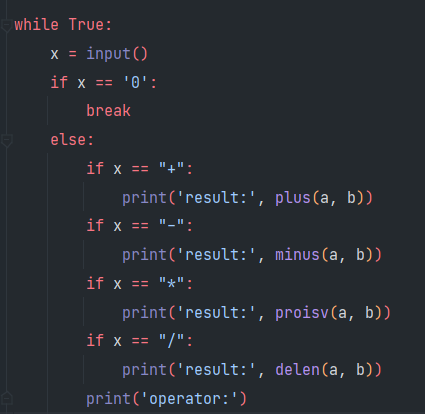 while True:
    x = input()
    if x == '0':
        break
    else:
        if x == "+":
            print('result:', plus(a, b))
        if x == "-":
            print('result:', minus(a, b))
        if x == "*":
            print('result:', proisv(a, b))
        if x == "/":
            print('result:', delen(a, b))
        print('operator:')